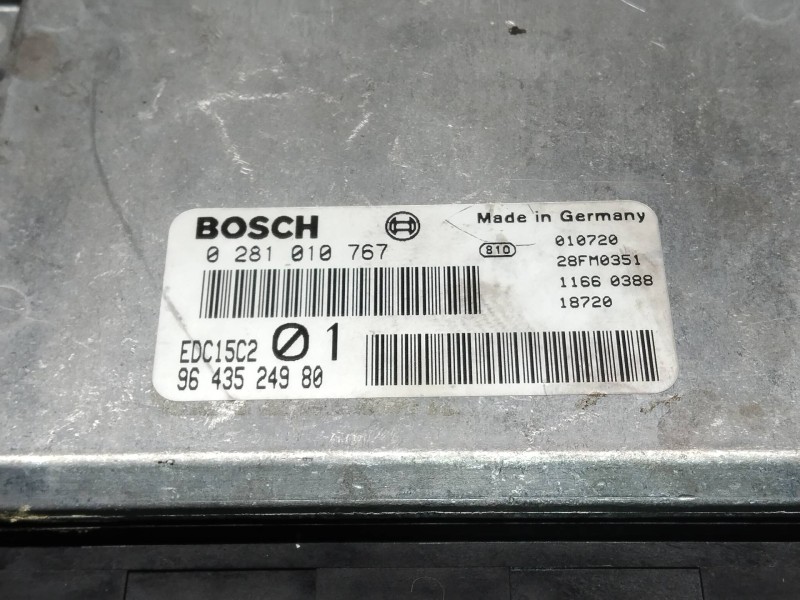 BOSCH
Made in Germany
0 281 010 767
810
010720
28FM0351
1166 0388
18720
EDC15C2 01
96 435 249 80